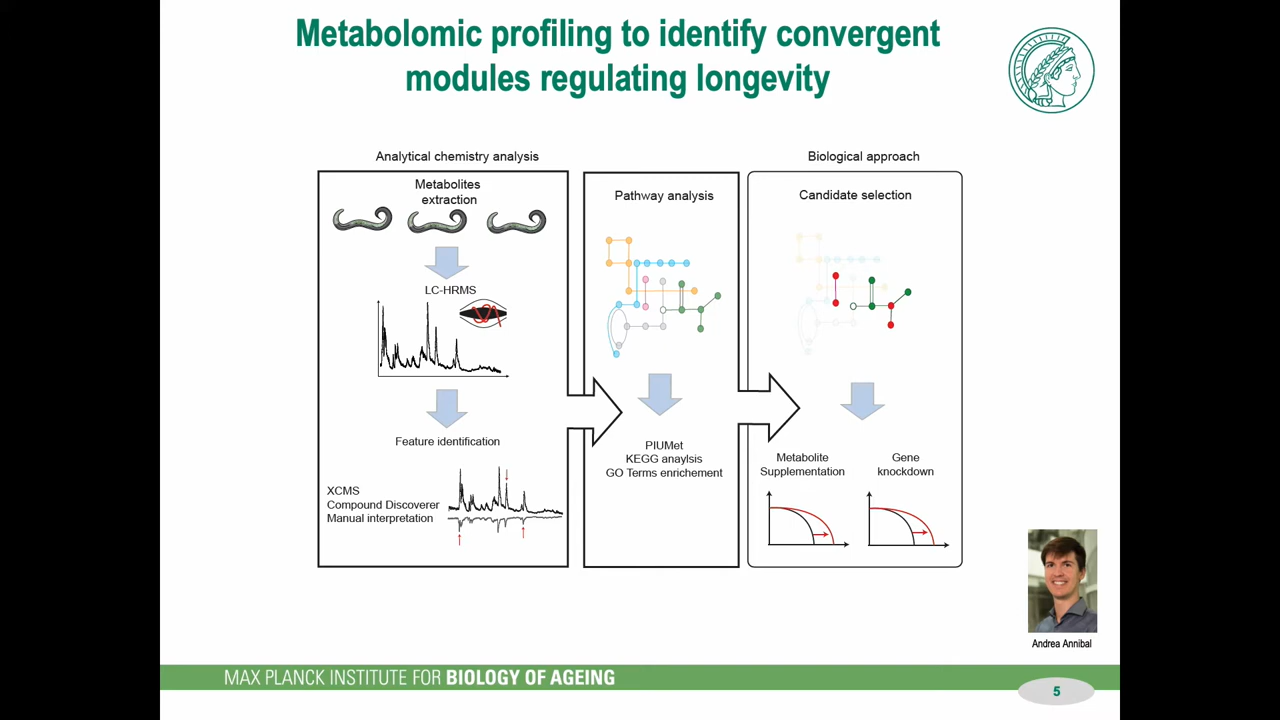 Metabolomic profiling to identify convergent
modules regulating longevity
Analytical chemistry analysis
Metabolites
extraction
LC-HRMS
Feature identification
XCMS
Compound Discoverer
Manual interpretation
Pathway analysis
PIUMet
KEGG anaylsis
GO Terms enrichement
Biological approach
Candidate selection
Metabolite
Supplementation
Gene
knockdown
Andrea Annibal
MAX PLANCK INSTITUTE FOR BIOLOGY OF AGEING
5